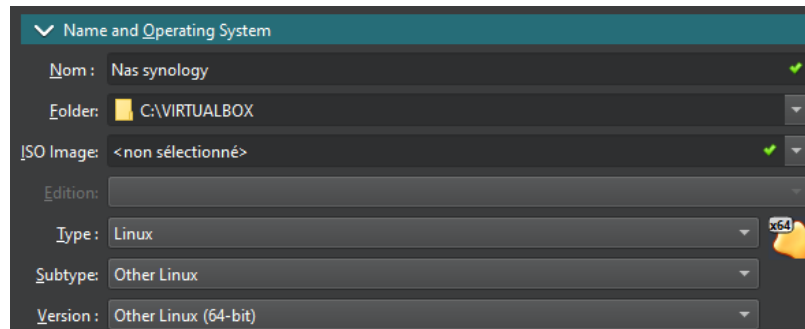 Name and Operating System
Nom : Nas synology
Folder: C:\VIRTUALBOX
ISO Image: <non sélectionné>
Edition:
Type : Linux
x64
Subtype: Other Linux
Version : Other Linux (64-bit)